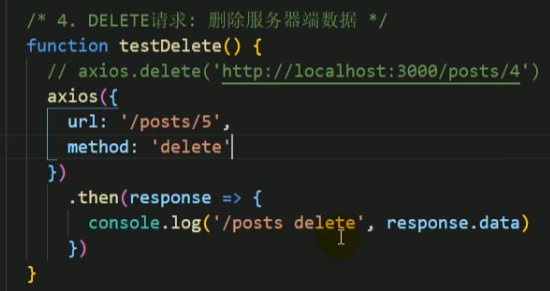 /* 4. DELETE请求: 删除服务器端数据 */
function testDelete() {
// axios.delete('http://localhost:3000/posts/4')
axios({
url: '/posts/5',
method: 'delete'
})
.then(response => {
console.log('/posts delete', response.data)
})
}